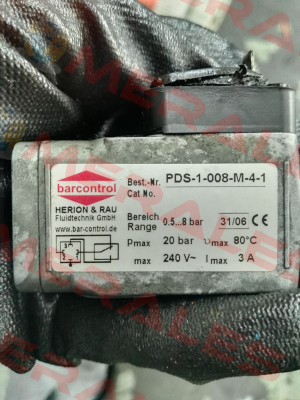 barcontrol
HERION & RAU
Fluidtechnik GmbH
www.bar-control.de
Best.-Nr. PDS-1-008-M-4-1
Cat No.
Bereich 0.5...8 bar 31/06 CE
Range
Pmax 20 bar υmax 80°C
max 240 V~ Imax 3 A